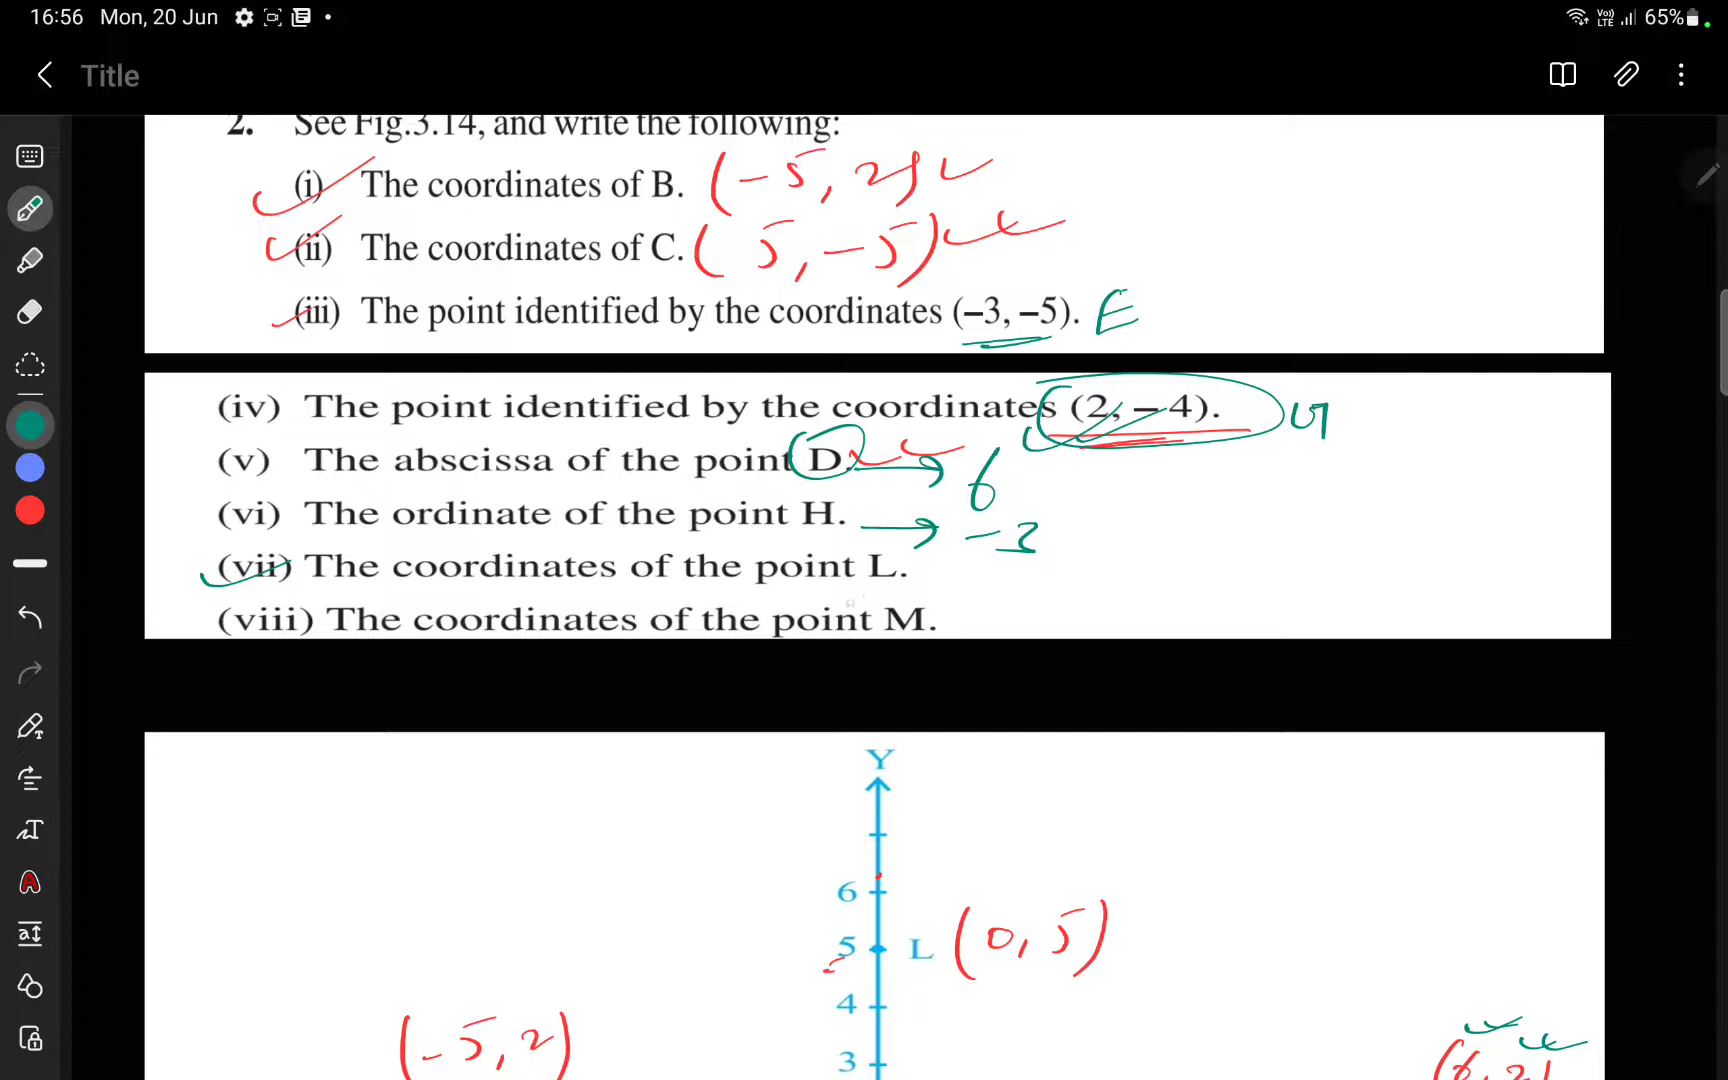 16:56 Mon, 20 Jun
65%
Title
2. See Fig.3.14, and write the following:
(i) The coordinates of B. (-5, 2)
(ii) The coordinates of C. (5, -5)
(iii) The point identified by the coordinates (–3, –5). E
(iv) The point identified by the coordinates (2, – 4). G
(v) The abscissa of the point D. → 6
(vi) The ordinate of the point H. → -3
(vii) The coordinates of the point L.
(viii) The coordinates of the point M.
Y
6
5 L (0, 5)
4
(-5, 2)
3
(6, 2)